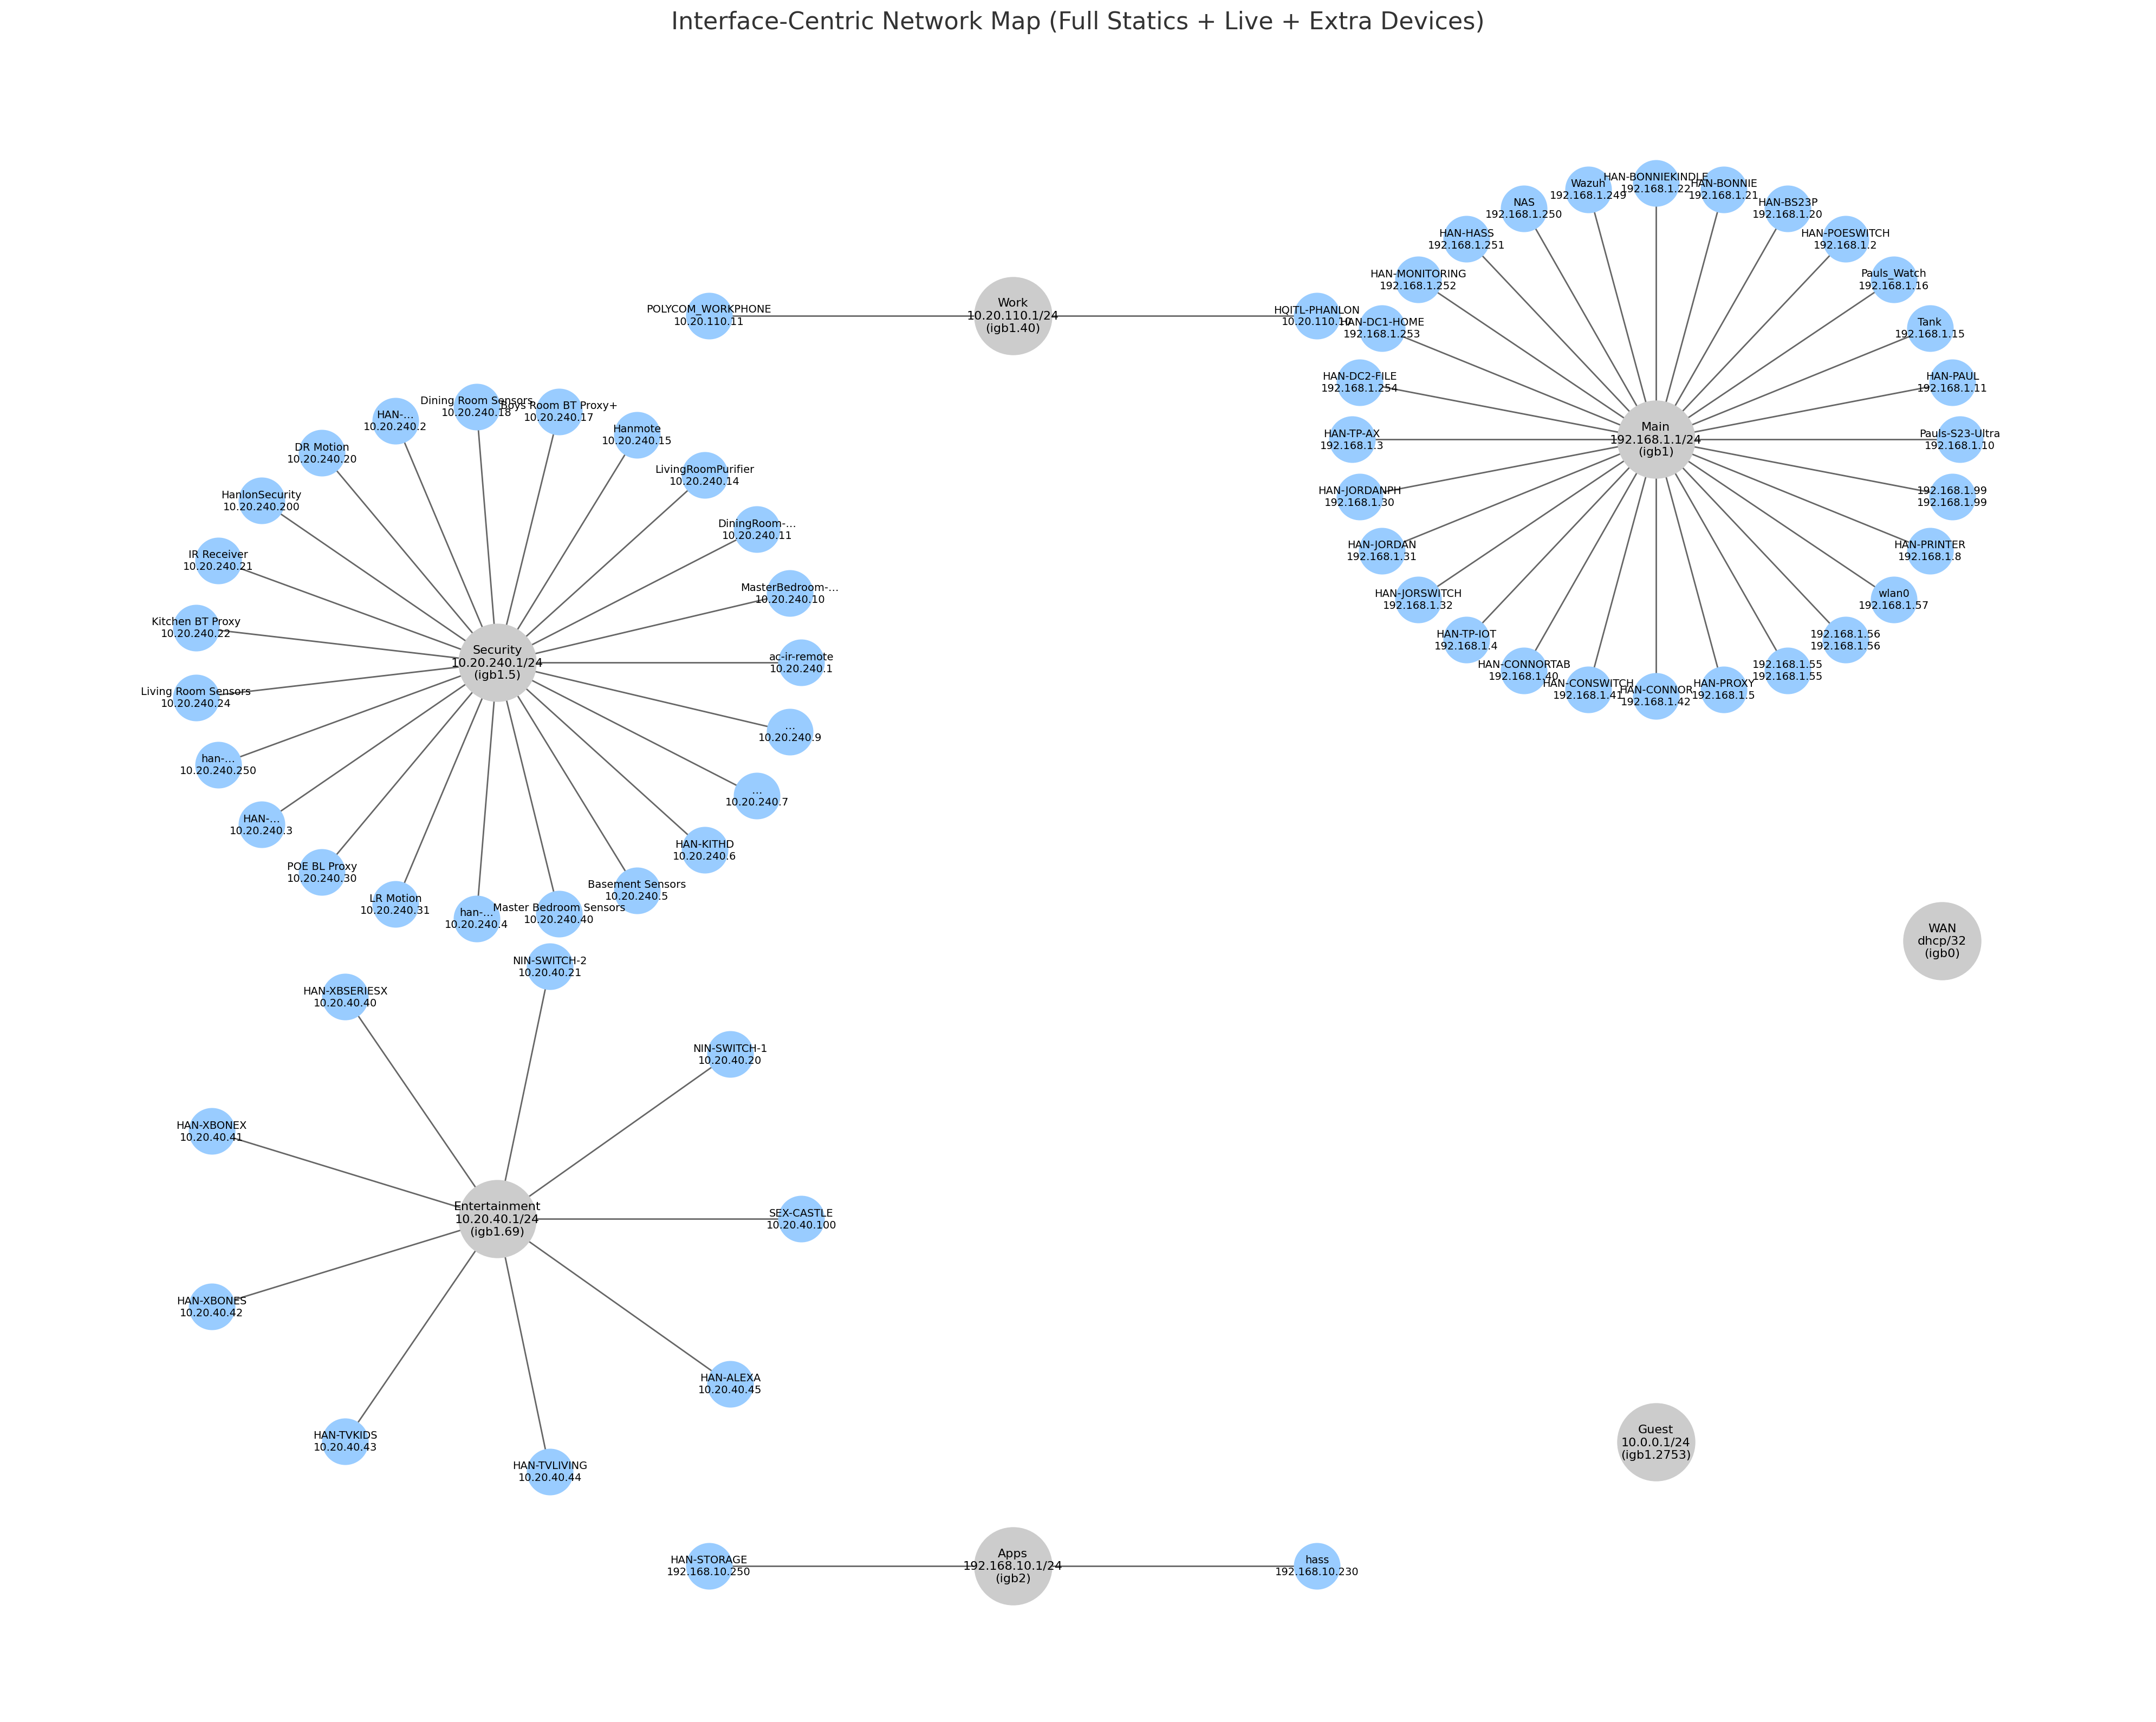 Interface-Centric Network Map (Full Statics + Live + Extra Devices)
Work
10.20.110.1/24
(igb1.40)
POLYCOM_WORKPHONE
10.20.110.11
HQITL-PHANLON
10.20.110.10
Main
192.168.1.1/24
(igb1)
HAN-BONNIEKINDLE
192.168.1.22
HAN-BONNIE
192.168.1.21
HAN-BS23P
192.168.1.20
HAN-POESWITCH
192.168.1.2
Pauls_Watch
192.168.1.16
Tank
192.168.1.15
HAN-PAUL
192.168.1.11
Pauls-S23-Ultra
192.168.1.10
192.168.1.99
192.168.1.99
HAN-PRINTER
192.168.1.8
wlan0
192.168.1.57
192.168.1.56
192.168.1.56
192.168.1.55
192.168.1.55
HAN-PROXY
192.168.1.5
HAN-CONNOR
192.168.1.42
HAN-CONSWITCH
192.168.1.41
HAN-CONNORTAB
192.168.1.40
HAN-TP-IOT
192.168.1.4
HAN-JORSWITCH
192.168.1.32
HAN-JORDAN
192.168.1.31
HAN-JORDANPH
192.168.1.30
HAN-TP-AX
192.168.1.3
HAN-DC2-FILE
192.168.1.254
HAN-DC1-HOME
192.168.1.253
HAN-MONITORING
192.168.1.252
HAN-HASS
192.168.1.251
NAS
192.168.1.250
Wazuh
192.168.1.249
Security
10.20.240.1/24
(igb1.5)
Dining Room Sensors
10.20.240.18
Boys Room BT Proxy+
10.20.240.17
Hanmote
10.20.240.15
LivingRoomPurifier
10.20.240.14
DiningRoom-...
10.20.240.11
MasterBedroom-...
10.20.240.10
ac-ir-remote
10.20.240.1
...
10.20.240.9
...
10.20.240.7
HAN-KITHD
10.20.240.6
Basement Sensors
10.20.240.5
Master Bedroom Sensors
10.20.240.40
han-...
10.20.240.4
LR Motion
10.20.240.31
POE BL Proxy
10.20.240.30
HAN-...
10.20.240.3
han-...
10.20.240.250
Living Room Sensors
10.20.240.24
Kitchen BT Proxy
10.20.240.22
IR Receiver
10.20.240.21
HanlonSecurity
10.20.240.200
DR Motion
10.20.240.20
HAN-...
10.20.240.2
WAN
dhcp/32
(igb0)
Entertainment
10.20.40.1/24
(igb1.69)
NIN-SWITCH-2
10.20.40.21
NIN-SWITCH-1
10.20.40.20
SEX-CASTLE
10.20.40.100
HAN-ALEXA
10.20.40.45
HAN-TVLIVING
10.20.40.44
HAN-TVKIDS
10.20.40.43
HAN-XBONES
10.20.40.42
HAN-XBONEX
10.20.40.41
HAN-XBSERIESX
10.20.40.40
Guest
10.0.0.1/24
(igb1.2753)
Apps
192.168.10.1/24
(igb2)
HAN-STORAGE
192.168.10.250
hass
192.168.10.230